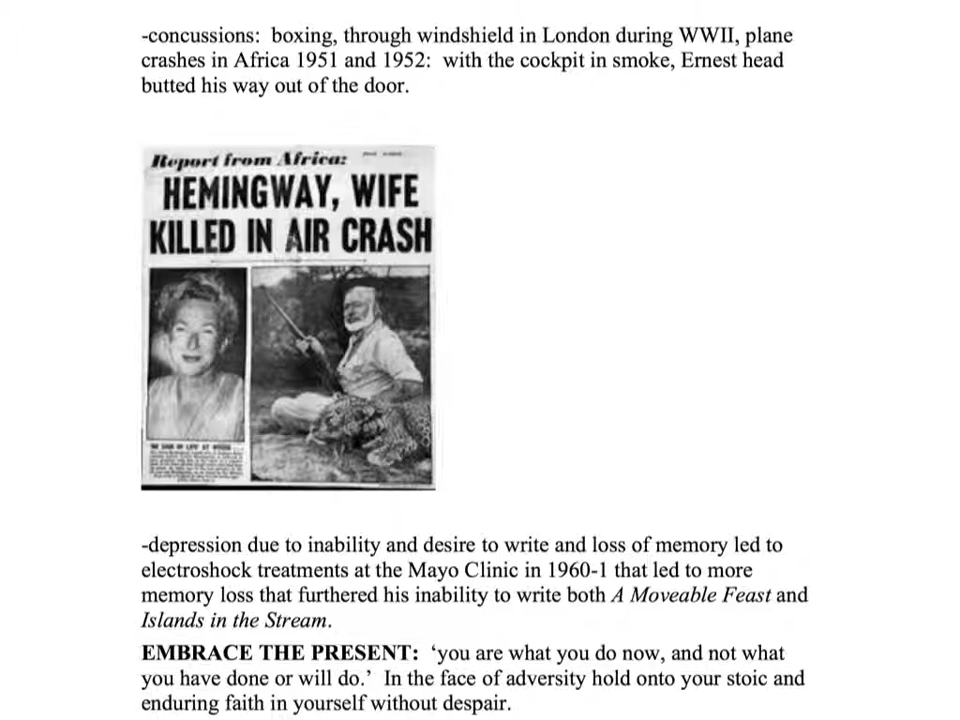 -concussions:  boxing, through windshield in London during WWII, plane
crashes in Africa 1951 and 1952:  with the cockpit in smoke, Ernest head
butted his way out of the door.
Report from Africa:
HEMINGWAY, WIFE
KILLED IN AIR CRASH
-depression due to inability and desire to write and loss of memory led to
electroshock treatments at the Mayo Clinic in 1960-1 that led to more
memory loss that furthered his inability to write both A Moveable Feast and
Islands in the Stream.
EMBRACE THE PRESENT:  ‘you are what you do now, and not what
you have done or will do.’  In the face of adversity hold onto your stoic and
enduring faith in yourself without despair.